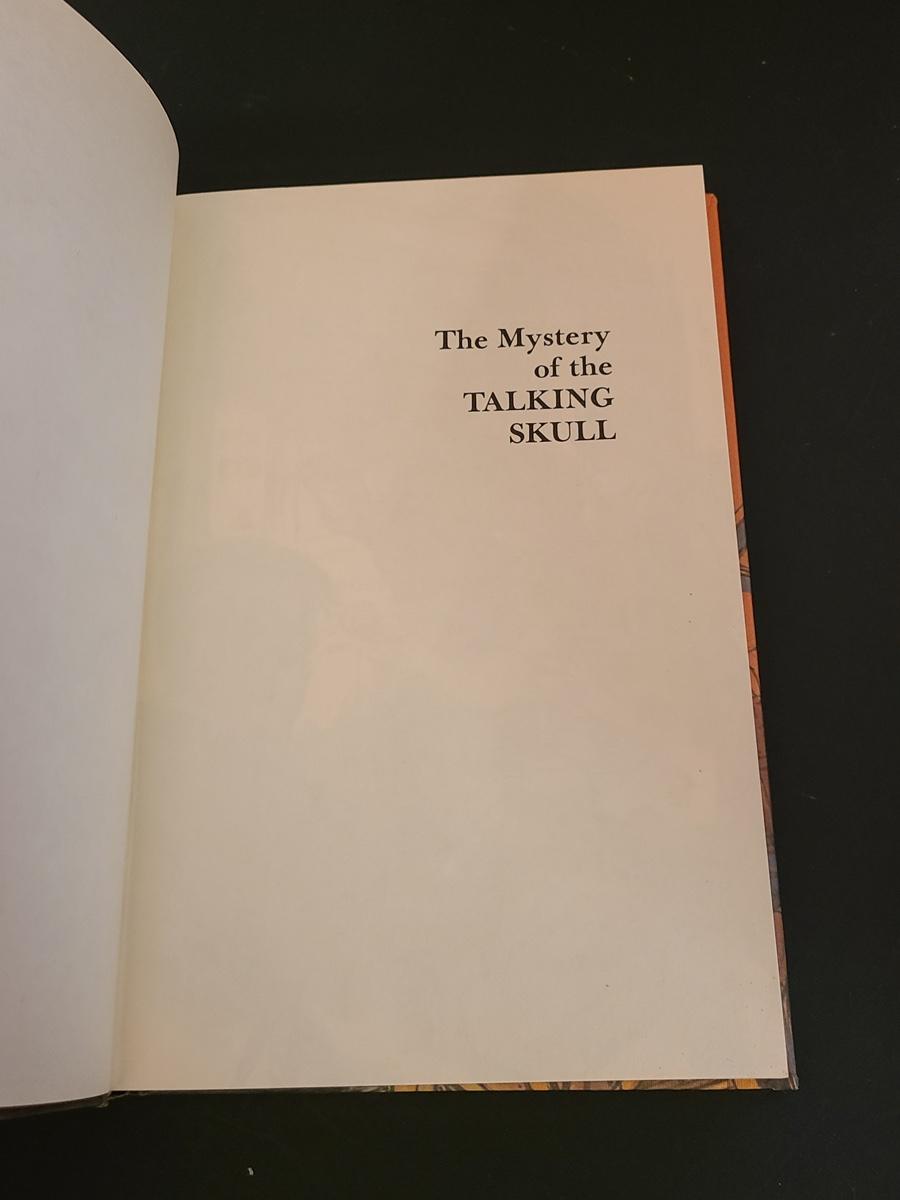 The Mystery
of the
TALKING
SKULL